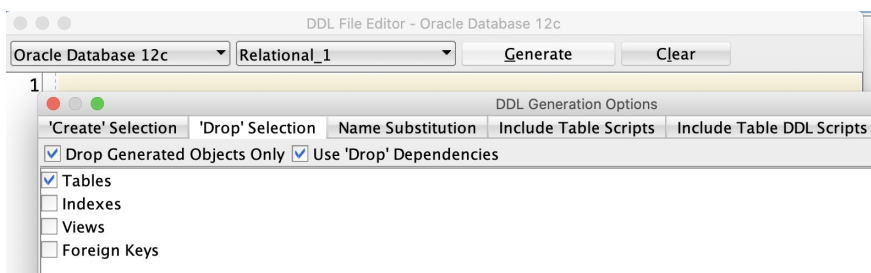 DDL File Editor - Oracle Database 12c
Oracle Database 12c Relational_1 Generate Clear
1
DDL Generation Options
'Create' Selection 'Drop' Selection Name Substitution Include Table Scripts Include Table DDL Scripts
Drop Generated Objects Only Use 'Drop' Dependencies
Tables
Indexes
Views
Foreign Keys